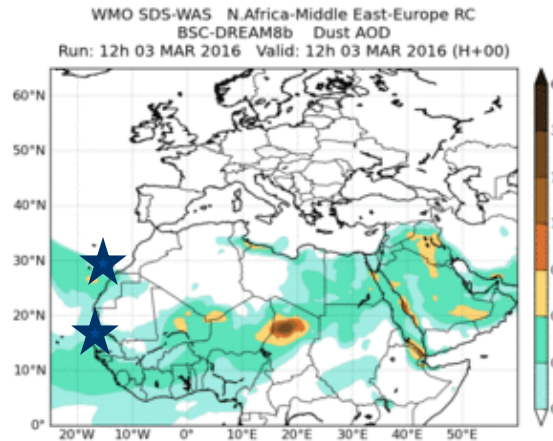 WMO SDS-WAS N.Africa-Middle East-Europe RC
BSC-DREAM8b Dust AOD
Run: 12h 03 MAR 2016 Valid: 12h 03 MAR 2016 (H+00)
60°N
50°N
40°N
30°N
20°N
10°N
0°
20°W 10°W 0° 10°E 20°E 30°E 40°E 50°E